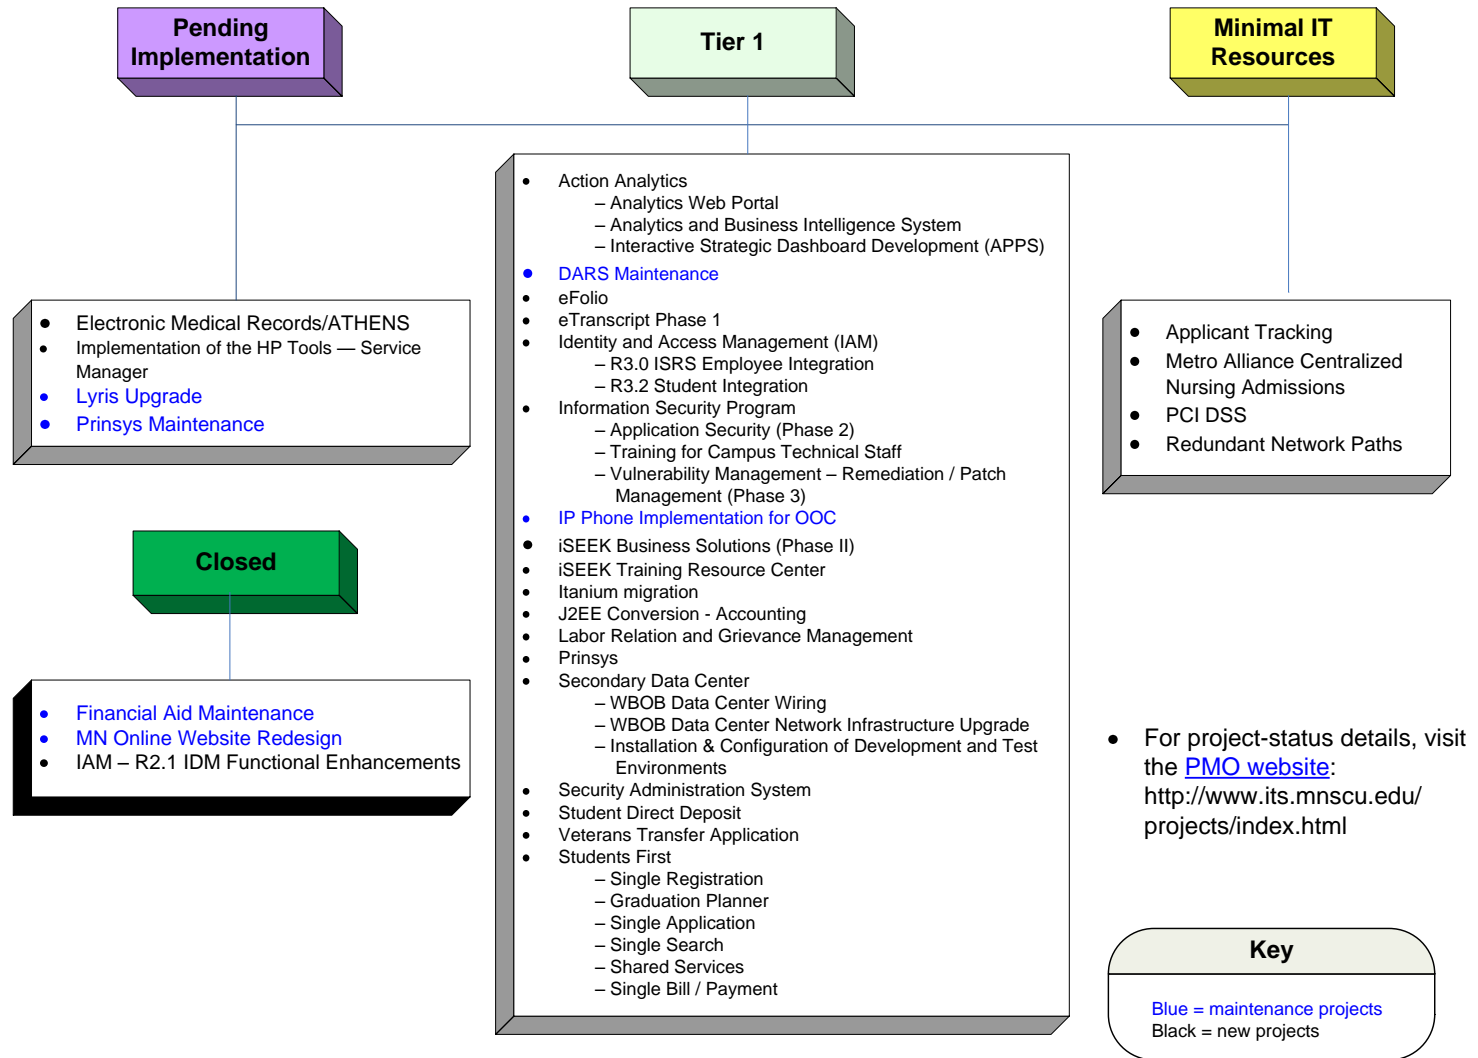 Pending
Implementation
Tier 1
Minimal IT
Resources
• Electronic Medical Records/ATHENS
• Implementation of the HP Tools — Service
Manager
• Lyris Upgrade
• Prinsys Maintenance
Closed
• Financial Aid Maintenance
• MN Online Website Redesign
• IAM – R2.1 IDM Functional Enhancements
• Action Analytics
– Analytics Web Portal
– Analytics and Business Intelligence System
– Interactive Strategic Dashboard Development (APPS)
• DARS Maintenance
• eFolio
• eTranscript Phase 1
• Identity and Access Management (IAM)
– R3.0 ISRS Employee Integration
– R3.2 Student Integration
• Information Security Program
– Application Security (Phase 2)
– Training for Campus Technical Staff
– Vulnerability Management – Remediation / Patch
Management (Phase 3)
• IP Phone Implementation for OOC
• iSEEK Business Solutions (Phase II)
• iSEEK Training Resource Center
• Itanium migration
• J2EE Conversion - Accounting
• Labor Relation and Grievance Management
• Prinsys
• Secondary Data Center
– WBOB Data Center Wiring
– WBOB Data Center Network Infrastructure Upgrade
– Installation & Configuration of Development and Test
Environments
• Security Administration System
• Student Direct Deposit
• Veterans Transfer Application
• Students First
– Single Registration
– Graduation Planner
– Single Application
– Single Search
– Shared Services
– Single Bill / Payment
• Applicant Tracking
• Metro Alliance Centralized
Nursing Admissions
• PCI DSS
• Redundant Network Paths
• For project-status details, visit
the PMO website:
http://www.its.mnscu.edu/
projects/index.html
Key
Blue = maintenance projects
Black = new projects